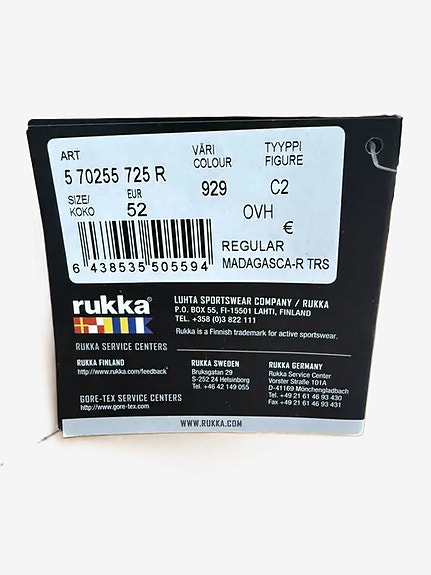 ART
5 70255 725 R
VÄRI
COLOUR
929
TYYPPI
FIGURE
C2
SIZE/
KOKO
EUR
52
OVH
€
6 438535 505594
REGULAR
MADAGASCA-R TRS
rukka®
LUHTA SPORTSWEAR COMPANY / RUKKA
P.O. BOX 55, FI-15501 LAHTI, FINLAND
TEL. +358 (0)3 822 111
Rukka is a Finnish trademark for active sportswear.
RUKKA SERVICE CENTERS
RUKKA FINLAND
http://www.rukka.com/feedback
RUKKA SWEDEN
Bruksgatan 29
S-252 24 Helsinborg
Tel. +46 42 149 055
RUKKA GERMANY
Rukka Service Center
Vorster Straße 101A
D-41169 Mönchengladbach
Tel +49 21 61 46 93 430
Fax +49 21 61 46 93 431
GORE-TEX SERVICE CENTERS
http://www.gore-tex.com
WWW.RUKKA.COM